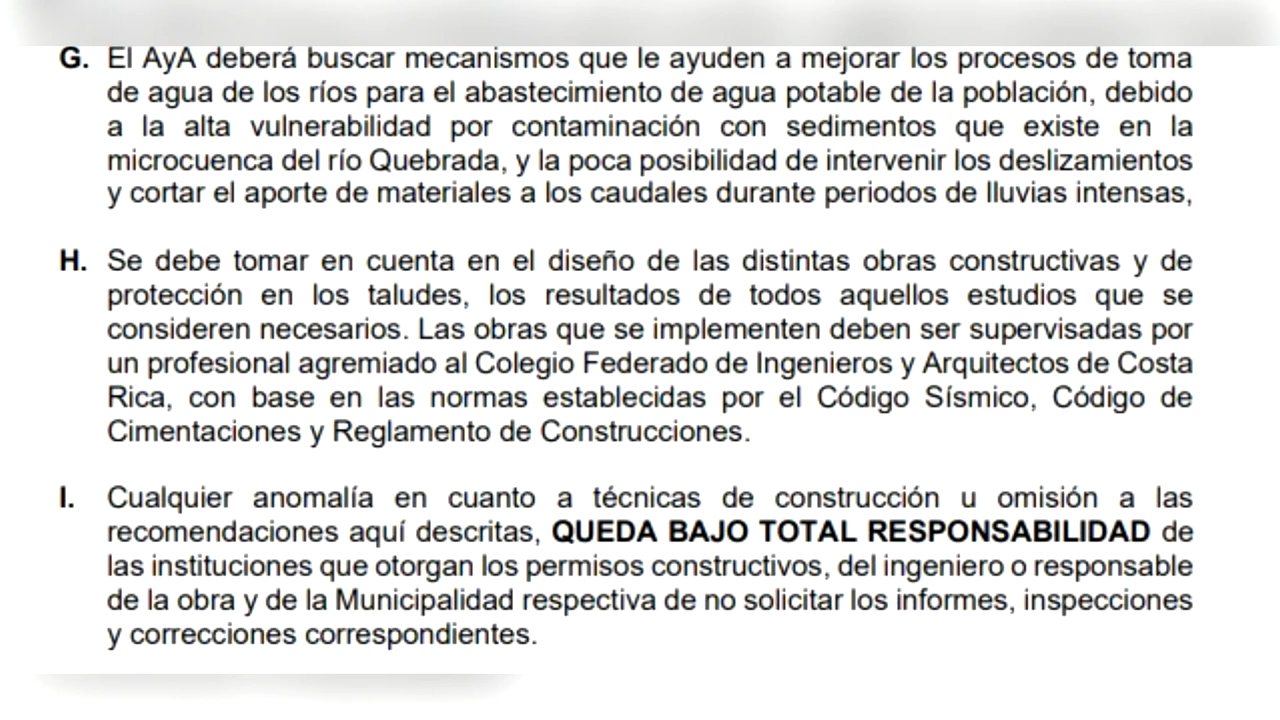 G. El AyA deberá buscar mecanismos que le ayuden a mejorar los procesos de toma
de agua de los ríos para el abastecimiento de agua potable de la población, debido
a la alta vulnerabilidad por contaminación con sedimentos que existe en la
microcuenca del río Quebrada, y la poca posibilidad de intervenir los deslizamientos
y cortar el aporte de materiales a los caudales durante periodos de lluvias intensas,
H. Se debe tomar en cuenta en el diseño de las distintas obras constructivas y de
protección en los taludes, los resultados de todos aquellos estudios que se
consideren necesarios. Las obras que se implementen deben ser supervisadas por
un profesional agremiado al Colegio Federado de Ingenieros y Arquitectos de Costa
Rica, con base en las normas establecidas por el Código Sísmico, Código de
Cimentaciones y Reglamento de Construcciones.
I. Cualquier anomalía en cuanto a técnicas de construcción u omisión a las
recomendaciones aquí descritas, QUEDA BAJO TOTAL RESPONSABILIDAD de
las instituciones que otorgan los permisos constructivos, del ingeniero o responsable
de la obra y de la Municipalidad respectiva de no solicitar los informes, inspecciones
y correcciones correspondientes.